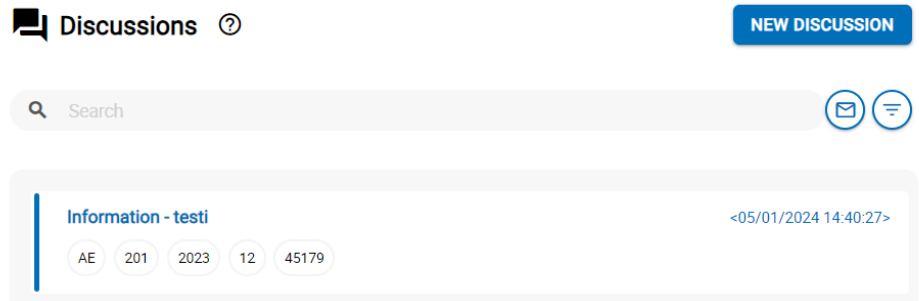 Discussions
NEW DISCUSSION
Search
Information - testi <05/01/2024 14:40:27>
AE 201 2023 12 45179